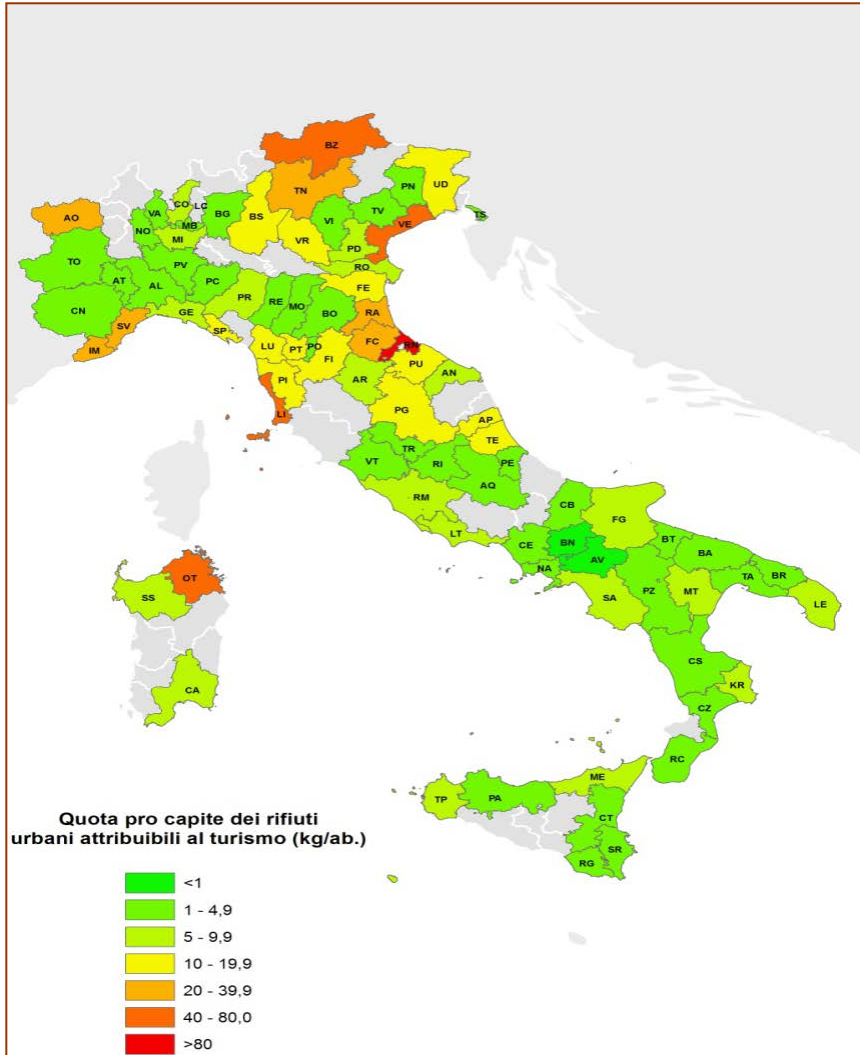 BZ
UD
TN
PN
AO
CO
LC
VA
BG
BS
VI
TV
VE
TS
NO
MB
MI
VR
PD
TO
RO
PV
AT
AL
PC
FE
PR
RE
MO
BO
RA
CN
GE
SV
SP
FC
IM
LU
PT
PO
FI
RN
PU
AN
AR
PI
LI
PG
AP
TE
TR
VT
RI
PE
AQ
RM
CB
FG
LT
CE
BN
BT
BA
AV
NA
OT
PZ
TA
BR
MT
SS
SA
LE
CS
CA
KR
CZ
RC
ME
TP
PA
CT
SR
RG
Quota pro capite dei rifiuti
urbani attribuibili al turismo (kg/ab.)
<1
1 - 4,9
5 - 9,9
10 - 19,9
20 - 39,9
40 - 80,0
>80